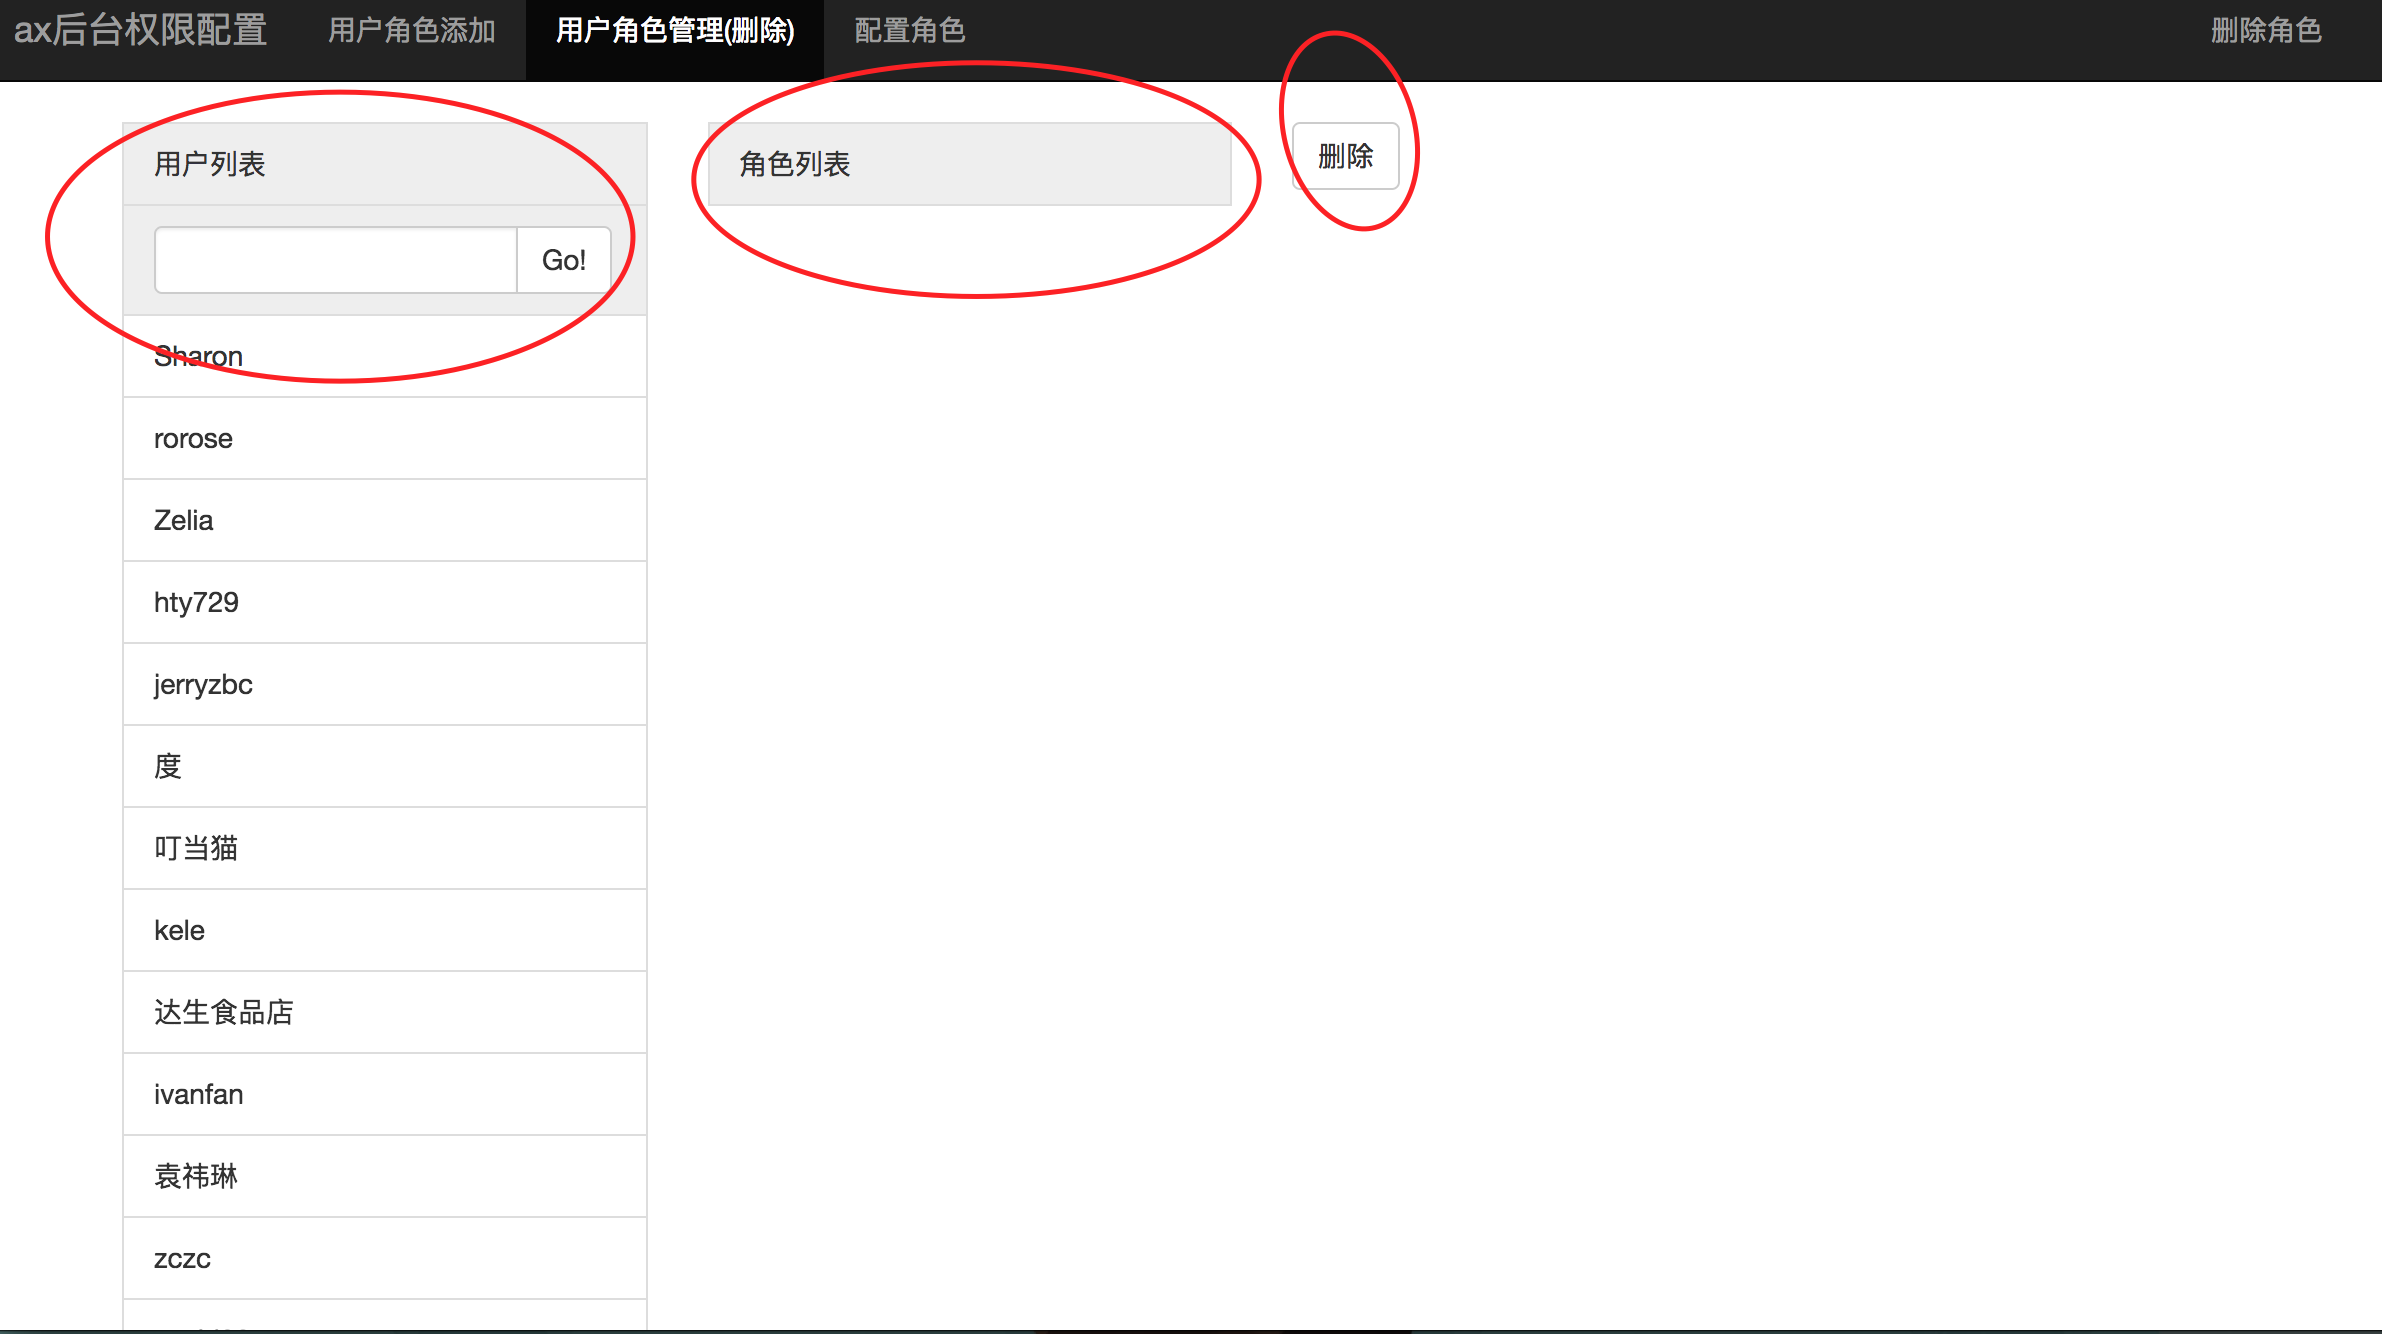 ax后台权限配置 用户角色添加 用户角色管理(删除) 配置角色 删除角色
用户列表 角色列表 删除
Go!
Sharon
rorose
Zelia
hty729
jerryzbc
度
叮当猫
kele
达生食品店
ivanfan
袁祎琳
zczc